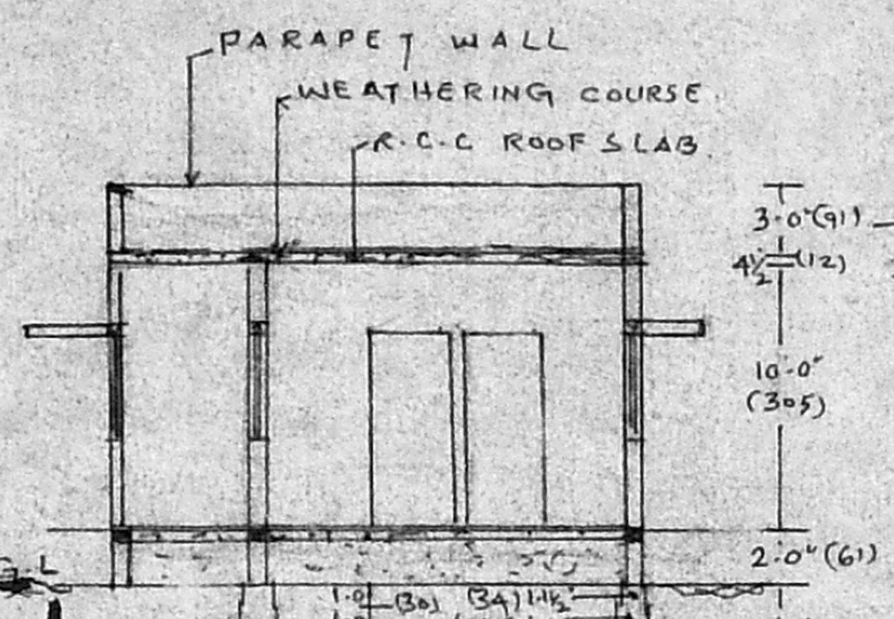 PARAPET WALL
WEATHERING COURSE
R.C.C ROOF SLAB
3.0"(91)
4½ (12)
10.0"
(305)
2.0"(61)
G.L
1.0 (30) (34) 1.1½"